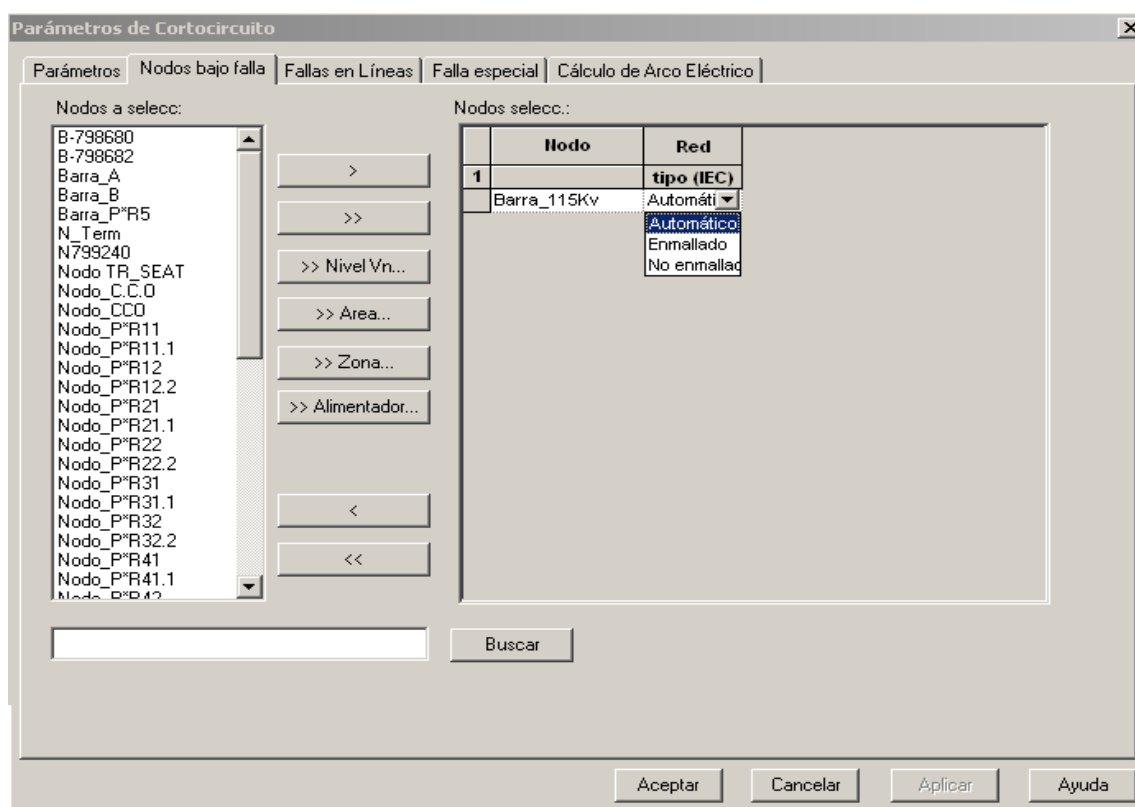 Parámetros de Cortocircuito
Parámetros
Nodos bajo falla
Fallas en Líneas
Falla especial
Cálculo de Arco Eléctrico
Nodos a selecc:
B-798680
B-798682
Barra_A
Barra_B
Barra_P*R5
N_Term
N799240
Nodo TR_SEAT
Nodo_C.C.O
Nodo_CCO
Nodo_P*R11
Nodo_P*R11.1
Nodo_P*R12
Nodo_P*R12.2
Nodo_P*R21
Nodo_P*R21.1
Nodo_P*R22
Nodo_P*R22.2
Nodo_P*R31
Nodo_P*R31.1
Nodo_P*R32
Nodo_P*R32.2
Nodo_P*R41
Nodo_P*R41.1
Nodo_P*R42
>
>>
>> Nivel Vn...
>> Area...
>> Zona...
>> Alimentador...
<
<<
Nodos selecc.:
Nodo Red
1 tipo (IEC)
Barra_115Kv Automáti
Automático
Enmallado
No enmallad
Buscar
Aceptar
Cancelar
Aplicar
Ayuda